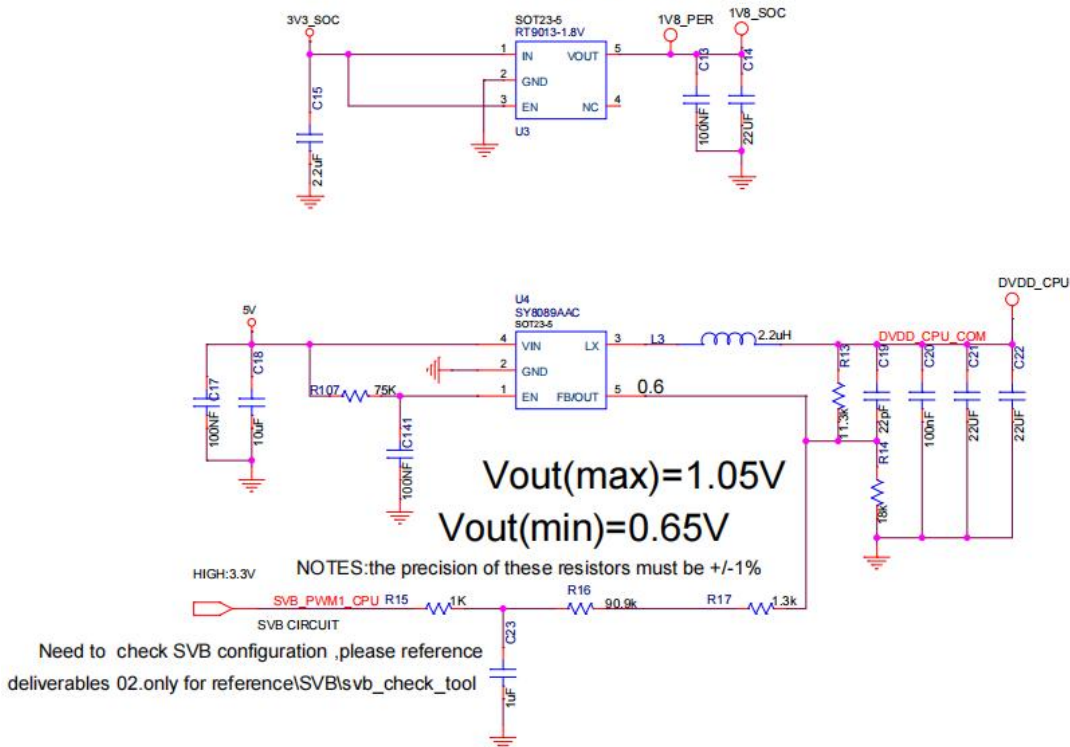 3V3_SOC
SOT23-5
RT9013-1.8V
1V8_PER
1V8_SOC
1
IN
VOUT
5
2
GND
3
EN
NC
4
U3
C15
2.2uF
C13
100NF
C14
22UF
U4
SY8089AAC
SOT23-5
5V
DVDD_CPU
4
VIN
LX
3
L3
2.2uH
DVDD_CPU_COM
2
GND
1
EN
FB/OUT
5
0.6
C17
100NF
C18
10uF
R107
75K
C141
100NF
R13
11.3k
C19
22pF
C20
100nF
C21
22UF
C22
22UF
R14
18k
Vout(max)=1.05V
Vout(min)=0.65V
NOTES:the precision of these resistors must be +/-1%
HIGH:3.3V
SVB_PWM1_CPU
R15
1K
R16
90.9k
R17
1.3k
SVB CIRCUIT
C23
1uF
Need to check SVB configuration ,please reference
deliverables 02.only for reference\SVB\svb_check_tool